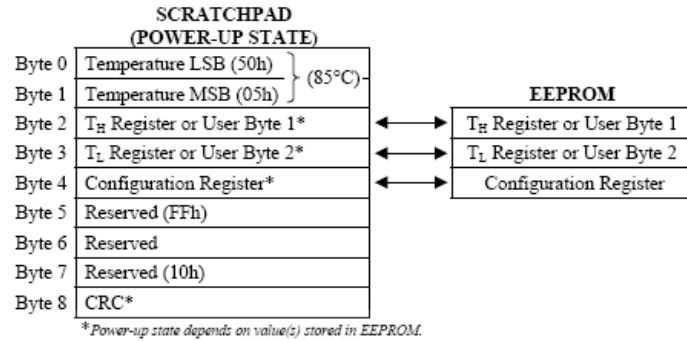 SCRATCHPAD
(POWER-UP STATE)
Byte 0 Temperature LSB (50h)
(85°C)
Byte 1 Temperature MSB (05h)
EEPROM
Byte 2 TH Register or User Byte 1* TH Register or User Byte 1
Byte 3 TL Register or User Byte 2* TL Register or User Byte 2
Byte 4 Configuration Register* Configuration Register
Byte 5 Reserved (FFh)
Byte 6 Reserved
Byte 7 Reserved (10h)
Byte 8 CRC*
*Power-up state depends on value(s) stored in EEPROM.